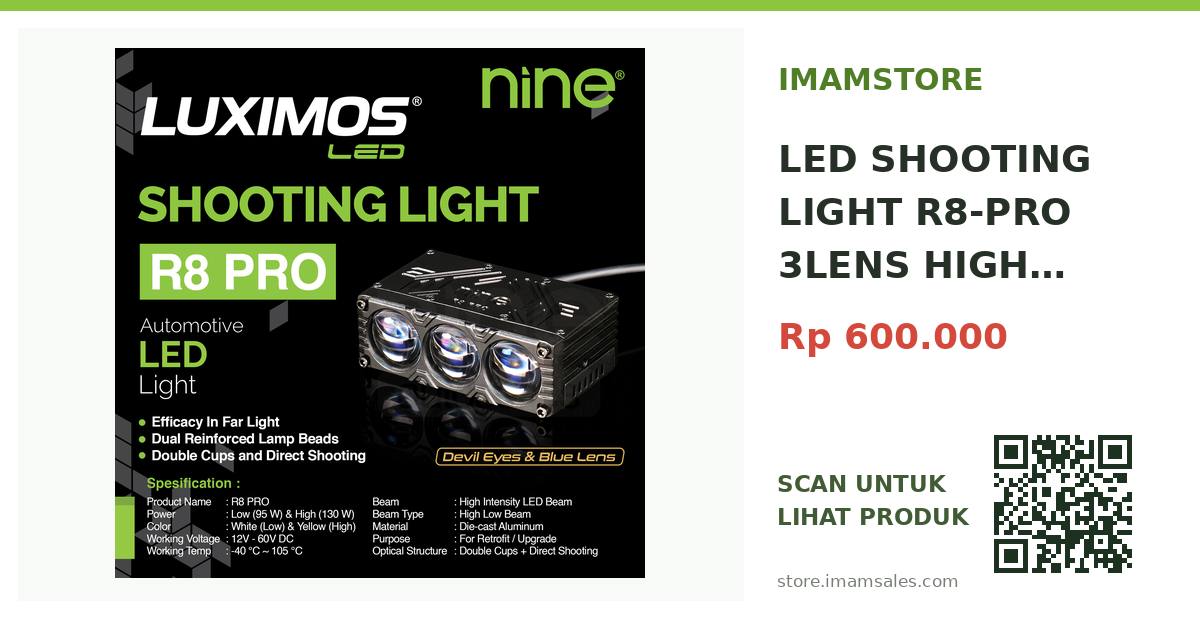 LUXIMOS®
LED
nine®
SHOOTING LIGHT
R8 PRO
Automotive
LED
Light
nine
Efficacy In Far Light
Dual Reinforced Lamp Beads
Double Cups and Direct Shooting
Devil Eyes & Blue Lens
Spesification :
Product Name : R8 PRO
Power : Low (95 W) & High (130 W)
Color : White (Low) & Yellow (High)
Working Voltage : 12V - 60V DC
Working Temp : -40 °C ~ 105 °C
Beam : High Intensity LED Beam
Beam Type : High Low Beam
Material : Die-cast Aluminum
Purpose : For Retrofit / Upgrade
Optical Structure : Double Cups + Direct Shooting
IMAMSTORE
LED SHOOTING
LIGHT R8-PRO
3LENS HIGH...
Rp 600.000
SCAN UNTUK
LIHAT PRODUK
store.imamsales.com